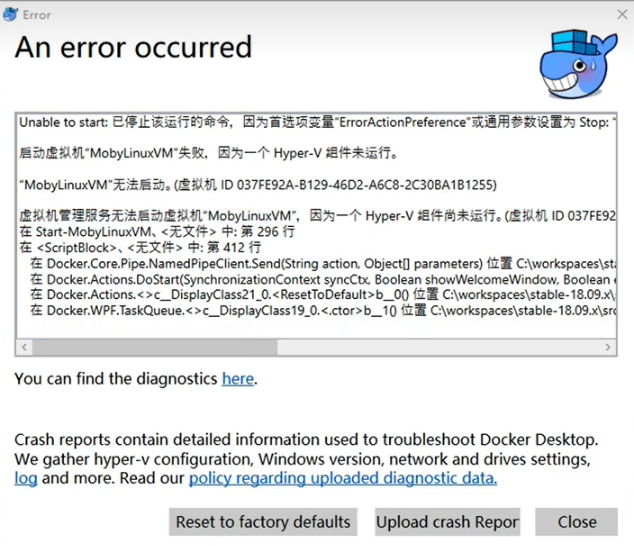 Error
An error occurred
Unable to start: 已停止该运行的命令，因为首选项变量"ErrorActionPreference"或通用参数设置为 Stop: "
启动虚拟机"MobyLinuxVM"失败，因为一个 Hyper-V 组件未运行。
"MobyLinuxVM"无法启动。(虚拟机 ID 037FE92A-B129-46D2-A6C8-2C30BA1B1255)
虚拟机管理服务无法启动虚拟机"MobyLinuxVM"，因为一个 Hyper-V 組件尚未运行。(虚拟机 ID 037FE92
在 Start-MobyLinuxVM、<无文件> 中: 第 296 行
在 <ScriptBlock>、<无文件> 中: 第 412 行
在 Docker.Core.Pipe.NamedPipeClient.Send(String action, Object[] parameters) 位置 C:\workspaces\sta
在 Docker.Actions.DoStart(SynchronizationContext syncCtx, Boolean showWelcomeWindow, Boolean e
在 Docker.Actions.<>c__DisplayClass21_0.<ResetToDefault>b__0() 位置 C:\workspaces\stable-18.09.x\
在 Docker.WPF.TaskQueue.<>c__DisplayClass19_0.<.ctor>b__1() 位置 C:\workspaces\stable-18.09.x\src
You can find the diagnostics here.
Crash reports contain detailed information used to troubleshoot Docker Desktop.
We gather hyper-v configuration, Windows version, network and drives settings,
log and more. Read our policy regarding uploaded diagnostic data.
Reset to factory defaults
Upload crash Repor
Close